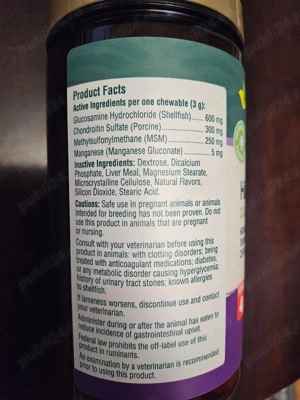 Product Facts
Active Ingredients per one chewable (3 g):
Glucosamine Hydrochloride (Shellfish)...... 600 mg
Chondroitin Sulfate (Porcine)................. 300 mg
Methylsulfonylmethane (MSM)............... 250 mg
Manganese (Manganese Gluconate)............ 5 mg
Inactive Ingredients: Dextrose, Dicalcium
Phosphate, Liver Meal, Magnesium Stearate,
Microcrystalline Cellulose, Natural Flavors,
Silicon Dioxide, Stearic Acid.
Cautions: Safe use in pregnant animals or animals
intended for breeding has not been proven. Do not
use this product in animals that are pregnant
or nursing.
Consult with your veterinarian before using this
product in animals: with clotting disorders; being
treated with anticoagulant medications; diabetes,
or any metabolic disorder causing hyperglycemia;
history of urinary tract stones; known allergies
to shellfish.
If lameness worsens, discontinue use and contact
your veterinarian.
Administer during or after the animal has eaten to
reduce incidence of gastrointestinal upset.
Federal law prohibits the off-label use of this
product in ruminants.
An examination by a veterinarian is recommended
prior to using this product.